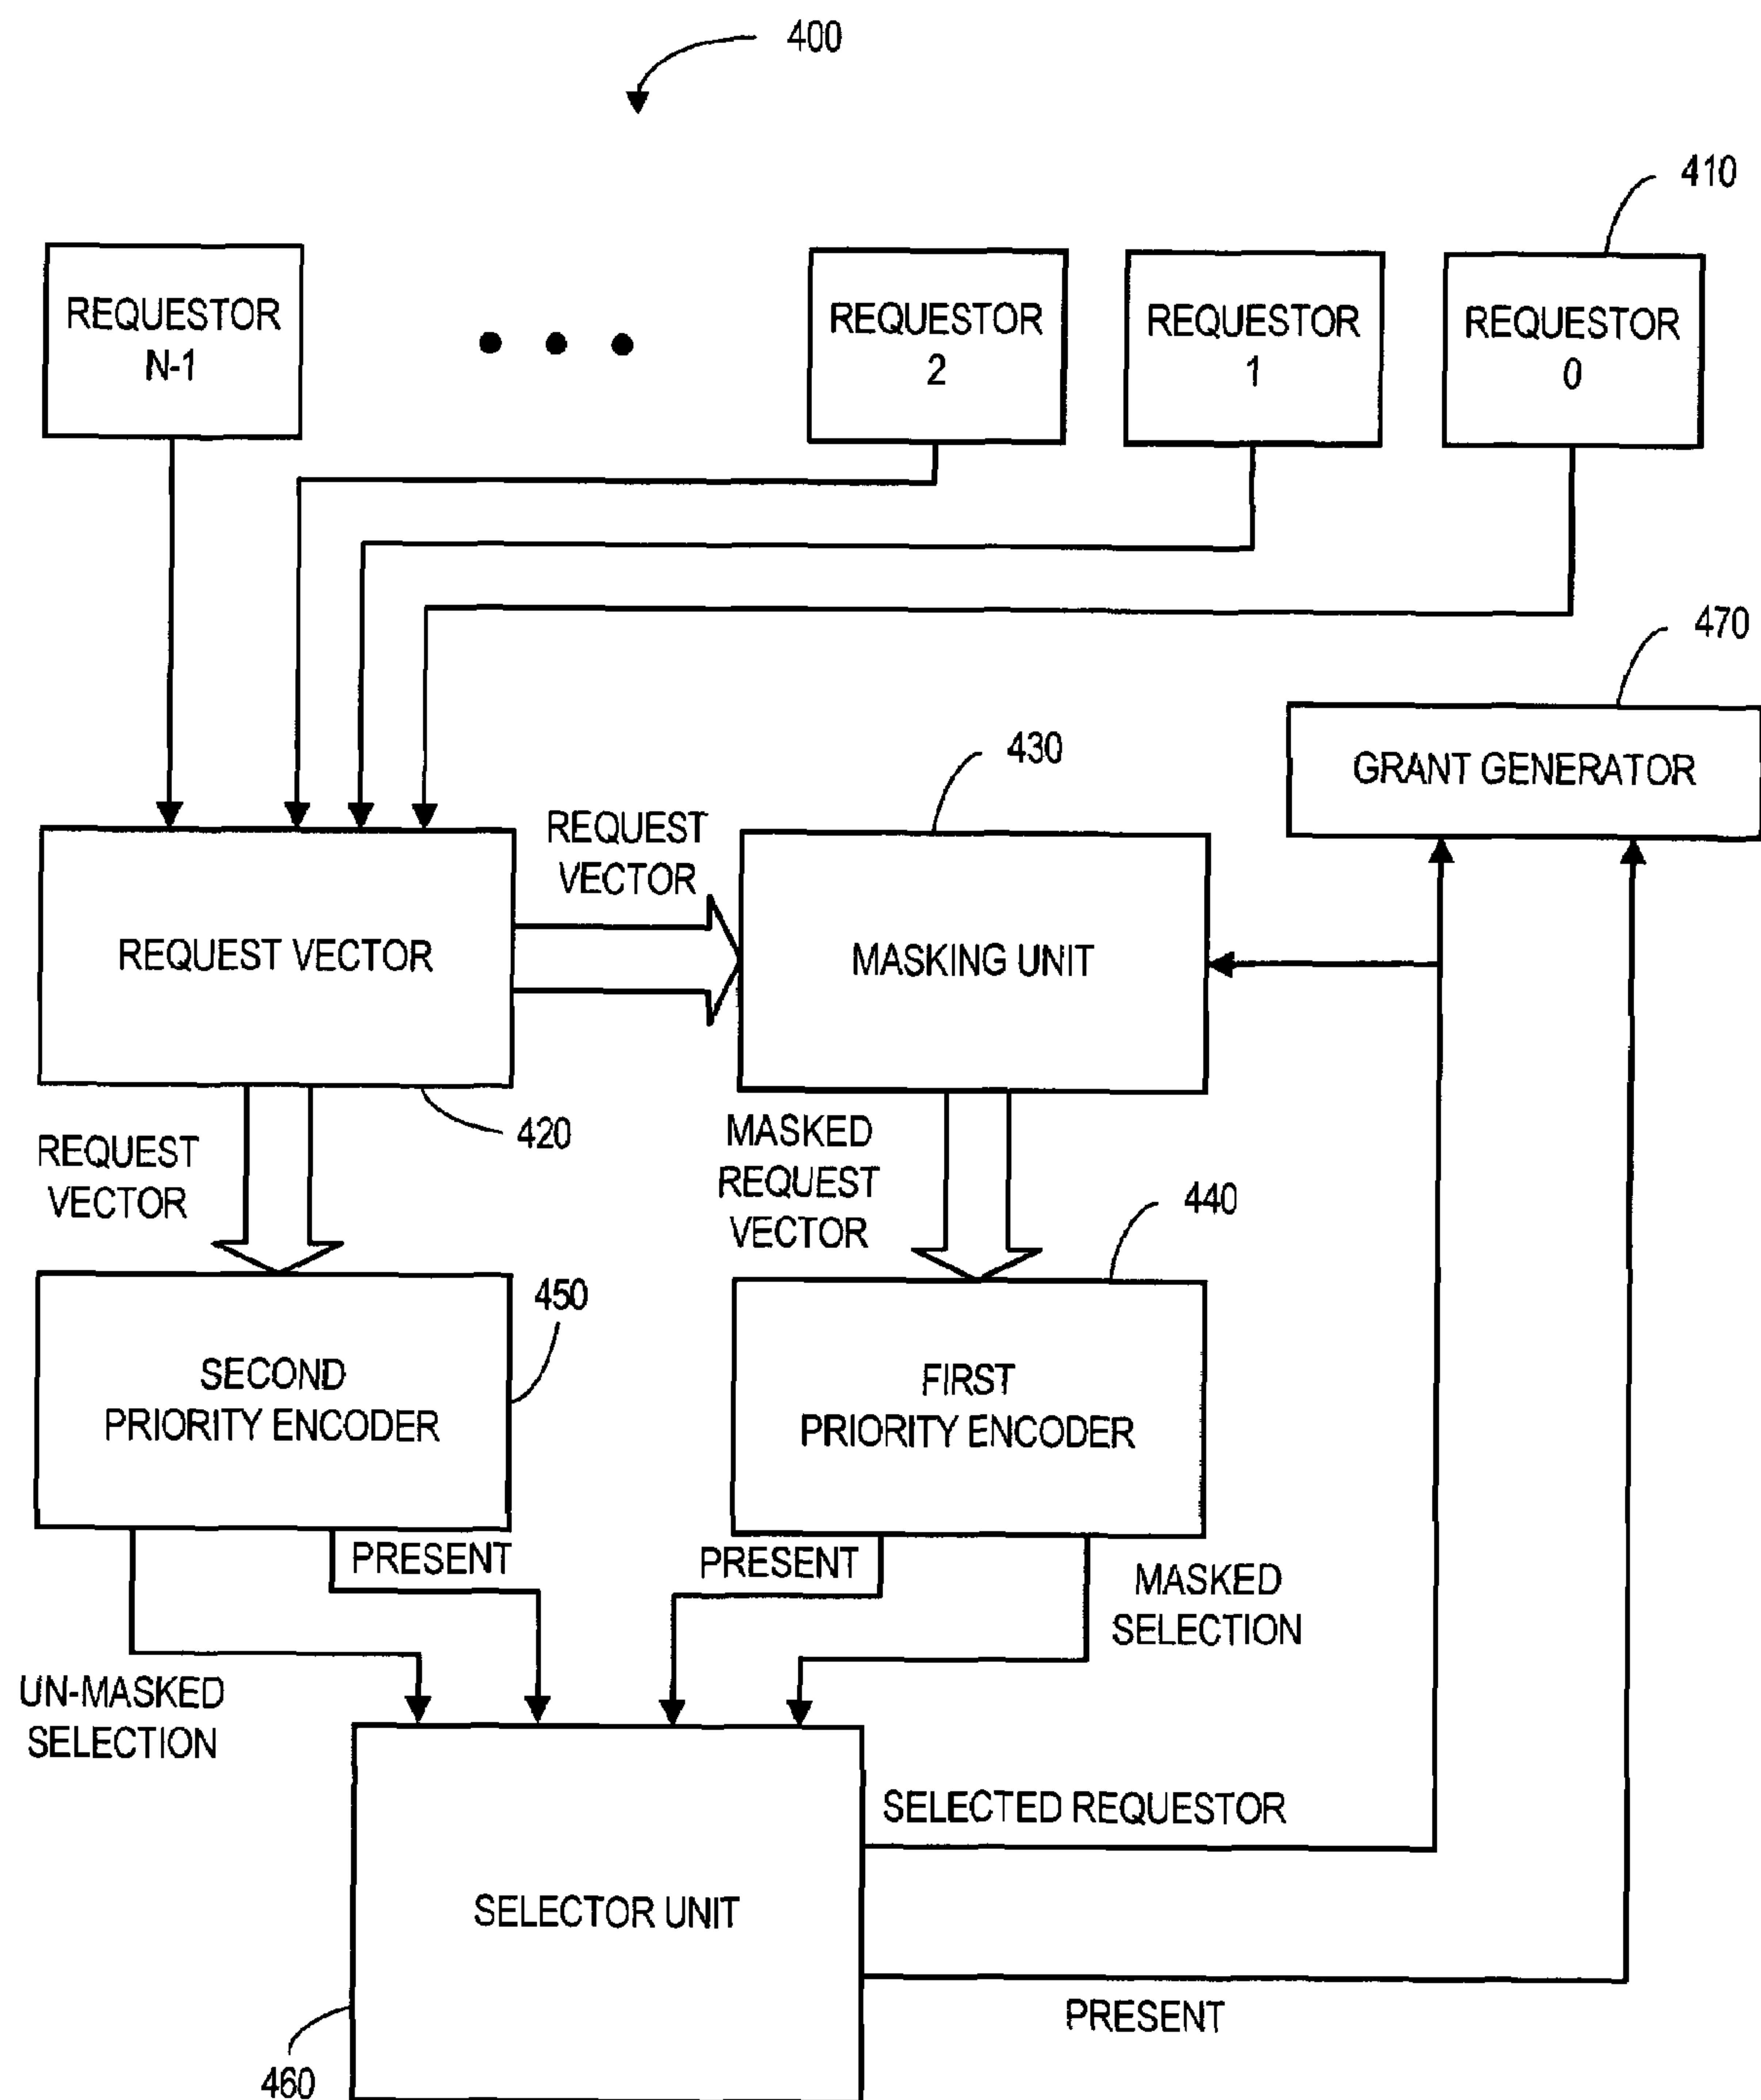 400
410
REQUESTOR
N-1
REQUESTOR
2
REQUESTOR
1
REQUESTOR
0
470
GRANT GENERATOR
430
REQUEST
VECTOR
REQUEST VECTOR
MASKING UNIT
420
REQUEST
VECTOR
MASKED
REQUEST
VECTOR
440
450
SECOND
PRIORITY ENCODER
FIRST
PRIORITY ENCODER
PRESENT
PRESENT
MASKED
SELECTION
UN-MASKED
SELECTION
SELECTED REQUESTOR
SELECTOR UNIT
PRESENT
460